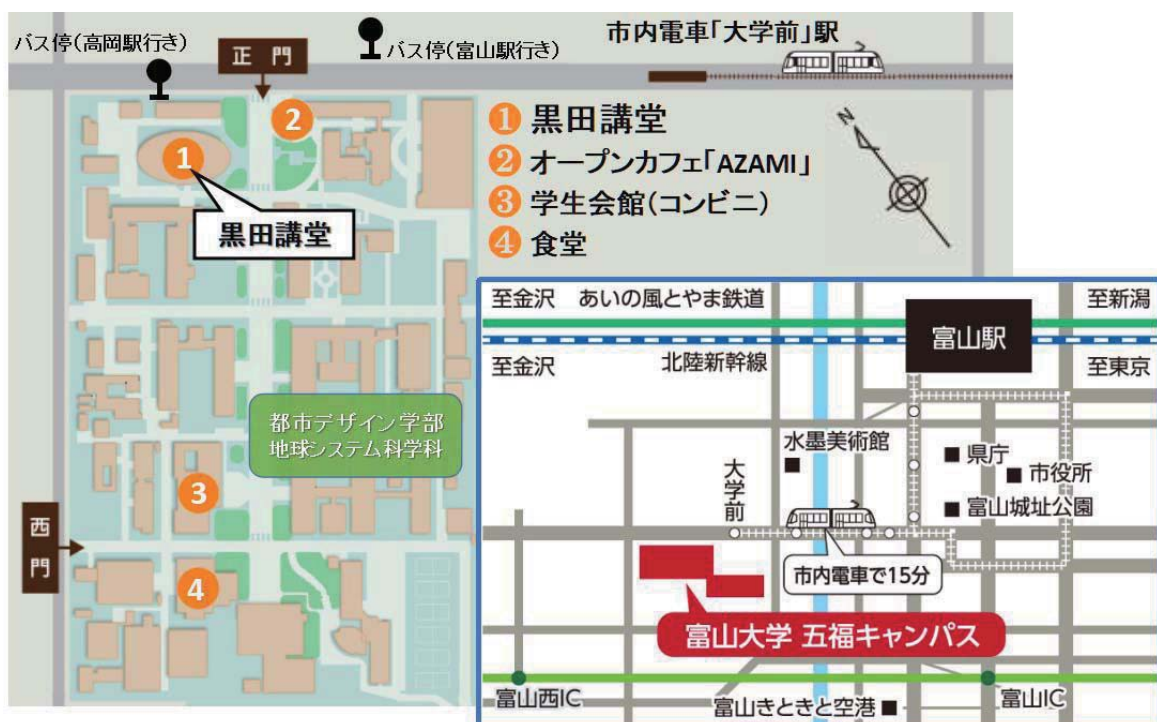 バス停(高岡駅行き)
正 門
バス停(富山駅行き)
市内電車「大学前」駅
2
1
黒田講堂
1 黒田講堂
2 オープンカフェ「AZAMI」
3 学生会館(コンビニ)
4 食堂
N
都市デザイン学部
地球システム科学科
3
西門
4
至金沢 あいの風とやま鉄道
至新潟
富山駅
至金沢
北陸新幹線
至東京
水墨美術館
県庁
市役所
大学前
富山城址公園
市内電車で15分
富山大学 五福キャンパス
富山西IC
富山きときと空港
富山IC